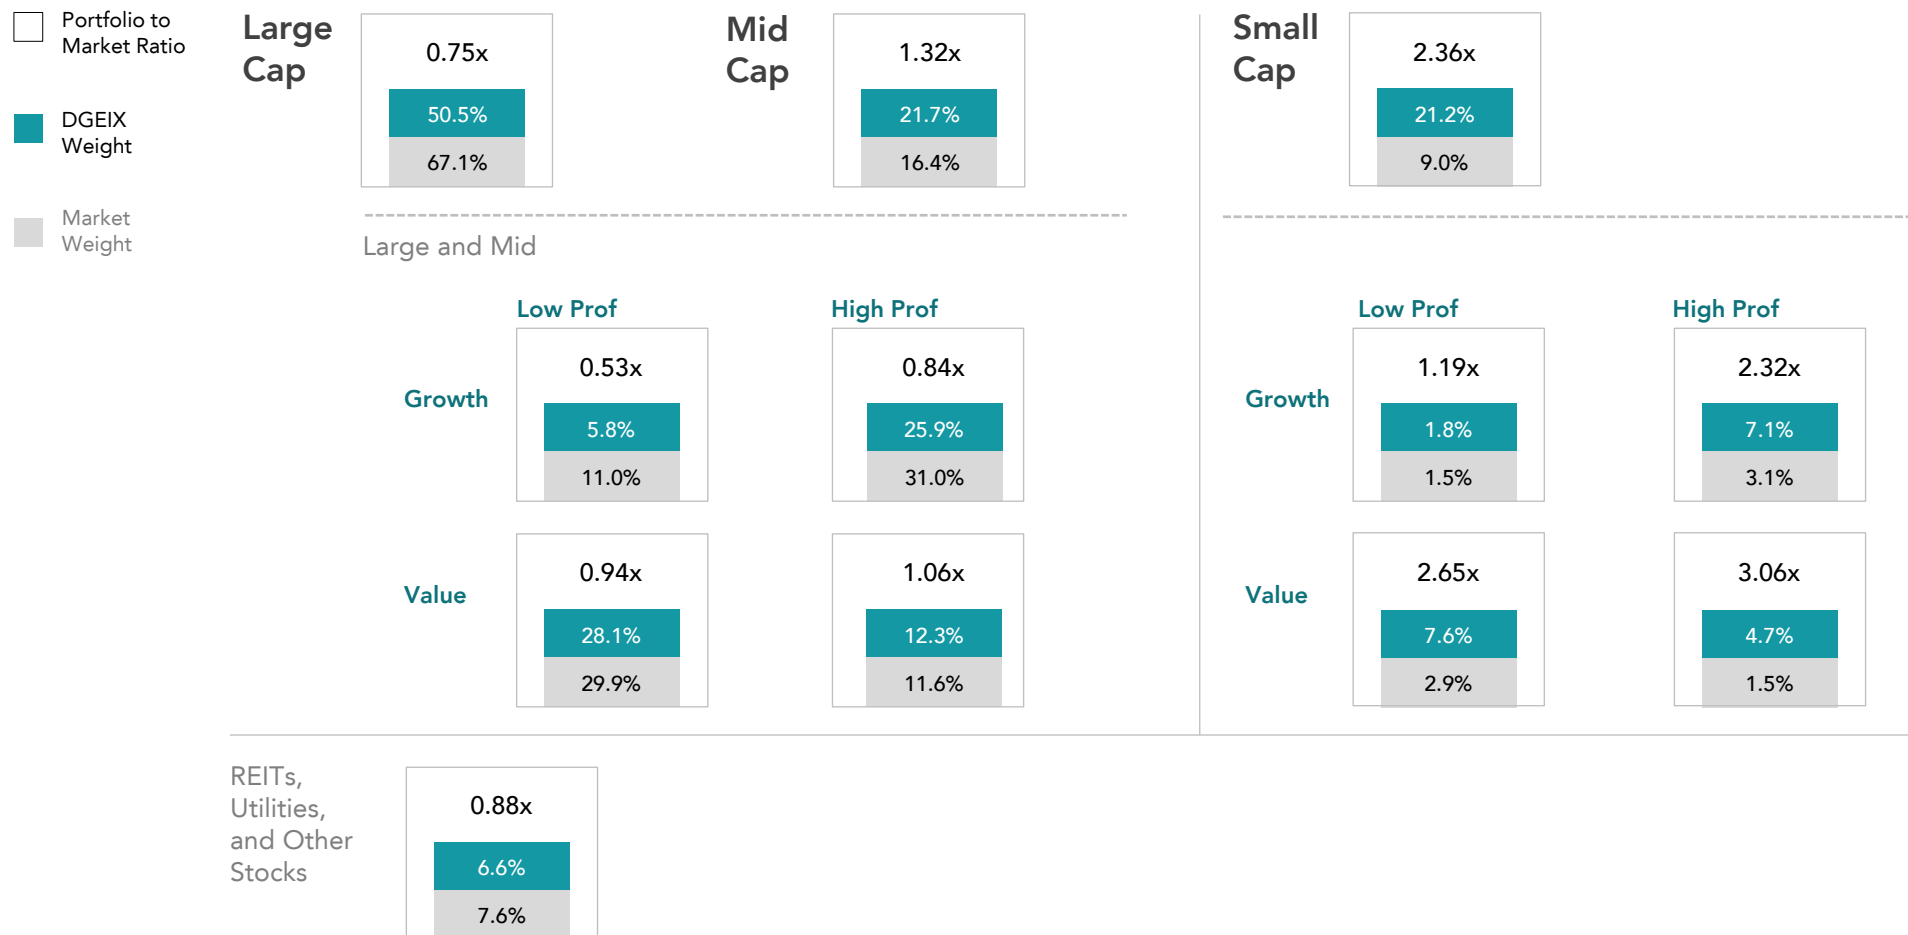 Portfolio to
Market Ratio
DGEIX
Weight
Market
Weight
Large
Cap
0.75x
50.5%
67.1%
Mid
Cap
1.32x
21.7%
16.4%
Small
Cap
2.36x
21.2%
9.0%
Large and Mid
Low Prof
High Prof
Growth
0.53x
5.8%
11.0%
0.84x
25.9%
31.0%
Value
0.94x
28.1%
29.9%
1.06x
12.3%
11.6%
Low Prof
High Prof
Growth
1.19x
1.8%
1.5%
2.32x
7.1%
3.1%
Value
2.65x
7.6%
2.9%
3.06x
4.7%
1.5%
REITs,
Utilities,
and Other
Stocks
0.88x
6.6%
7.6%